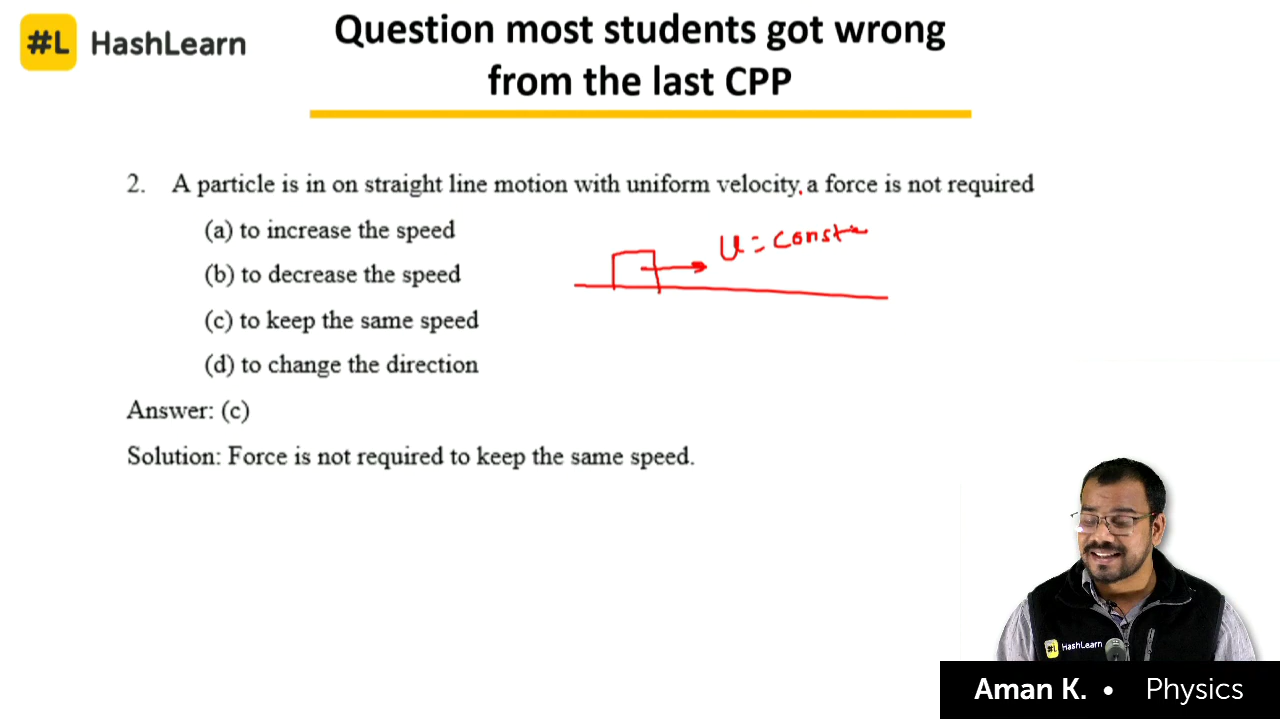 #L HashLearn
Question most students got wrong
from the last CPP
2. A particle is in on straight line motion with uniform velocity, a force is not required
(a) to increase the speed
(b) to decrease the speed
(c) to keep the same speed
(d) to change the direction
u = const
Answer: (c)
Solution: Force is not required to keep the same speed.
#L HashLearn
Aman K. • Physics